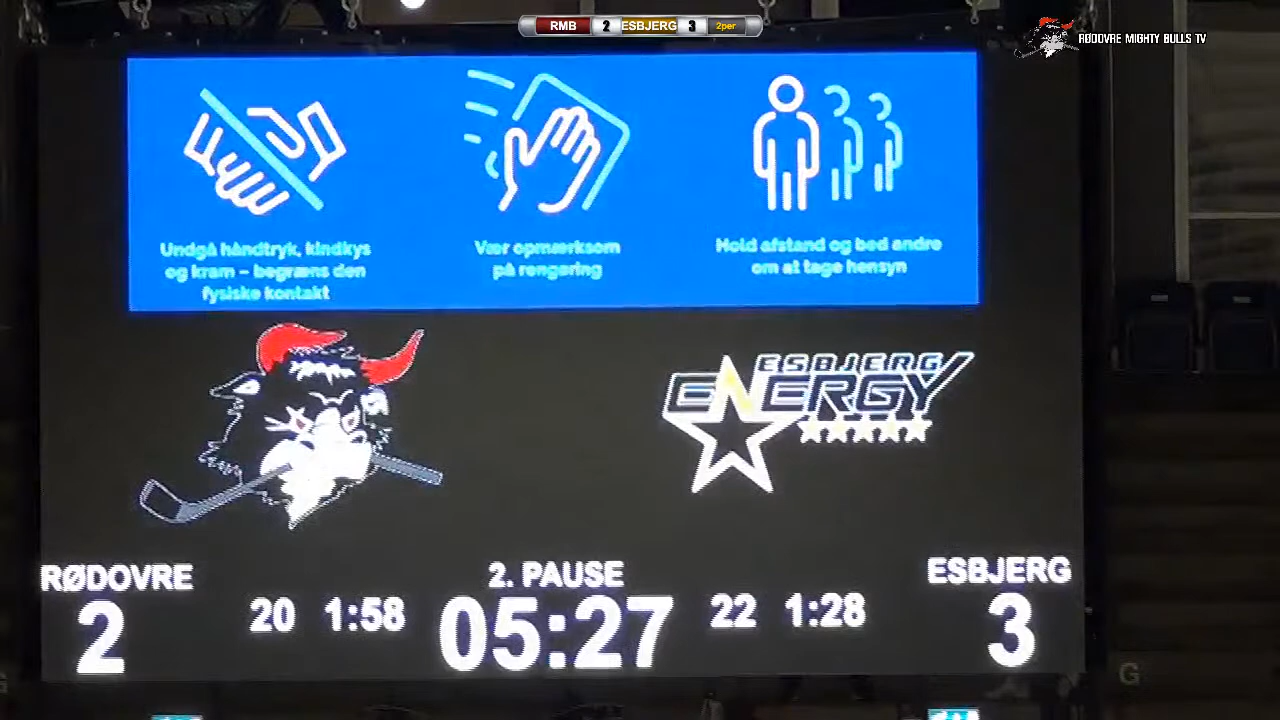 RMB 2 ESBJERG 3 2per
RØDOVRE MIGHTY BULLS TV
Undgå håndtryk, kindkys
og kram – begræns den
fysiske kontakt
Vær opmærksom
på rengøring
Hold afstand og bed andre
om at tage hensyn
ESBJERG
ENERGY
RØDOVRE
2
20 1:58
2. PAUSE
05:27
22 1:28
ESBJERG
3
G